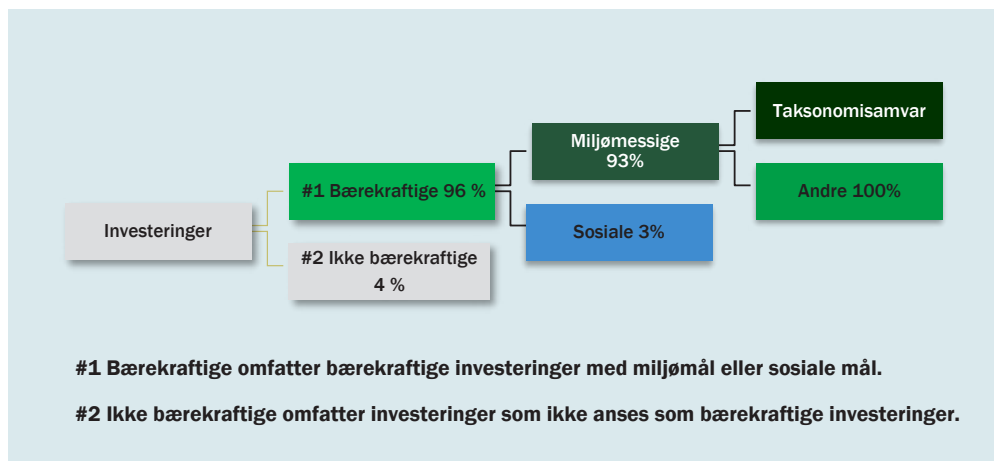 Investeringer
#1 Bærekraftige 96 %
#2 Ikke bærekraftige
4 %
Miljømessige
93%
Sosiale 3%
Taksonomisamvar
Andre 100%
#1 Bærekraftige omfatter bærekraftige investeringer med miljømål eller sosiale mål.
#2 Ikke bærekraftige omfatter investeringer som ikke anses som bærekraftige investeringer.